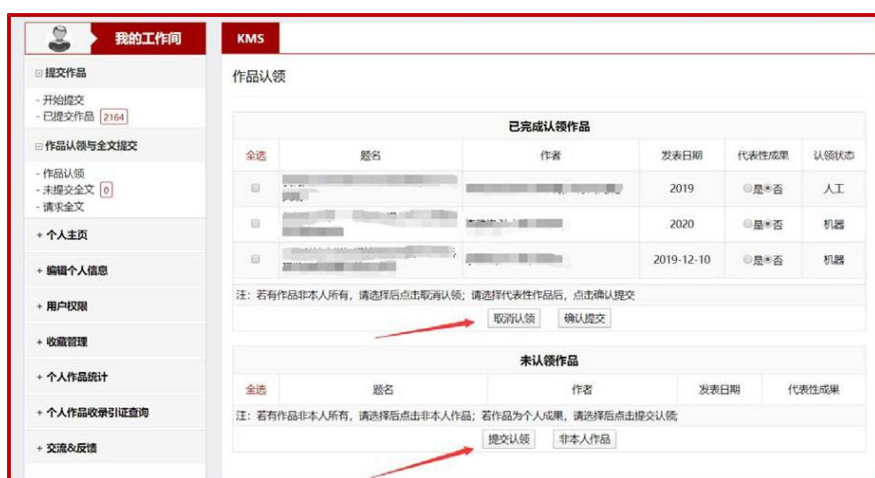 我的工作间
KMS
提交作品
- 开始提交
- 已提交作品 2164
作品认领与全文提交
- 作品认领
- 未提交全文 0
- 请求全文
+ 个人主页
+ 编辑个人信息
+ 用户权限
+ 收藏管理
+ 个人作品统计
+ 个人作品收录引证查询
+ 交流&反馈
作品认领
已完成认领作品
全选 题名 作者 发表日期 代表性成果 认领状态
2019 是 否 人工
2020 是 否 机器
2019-12-10 是 否 机器
注：若有作品非本人所有，请选择后点击取消认领；请选择代表性作品后，点击确认提交
取消认领 确认提交
未认领作品
全选 题名 作者 发表日期 代表性成果
注：若有作品非本人所有，请选择后点击非本人作品；若作品为个人成果，请选择后点击提交认领;
提交认领 非本人作品